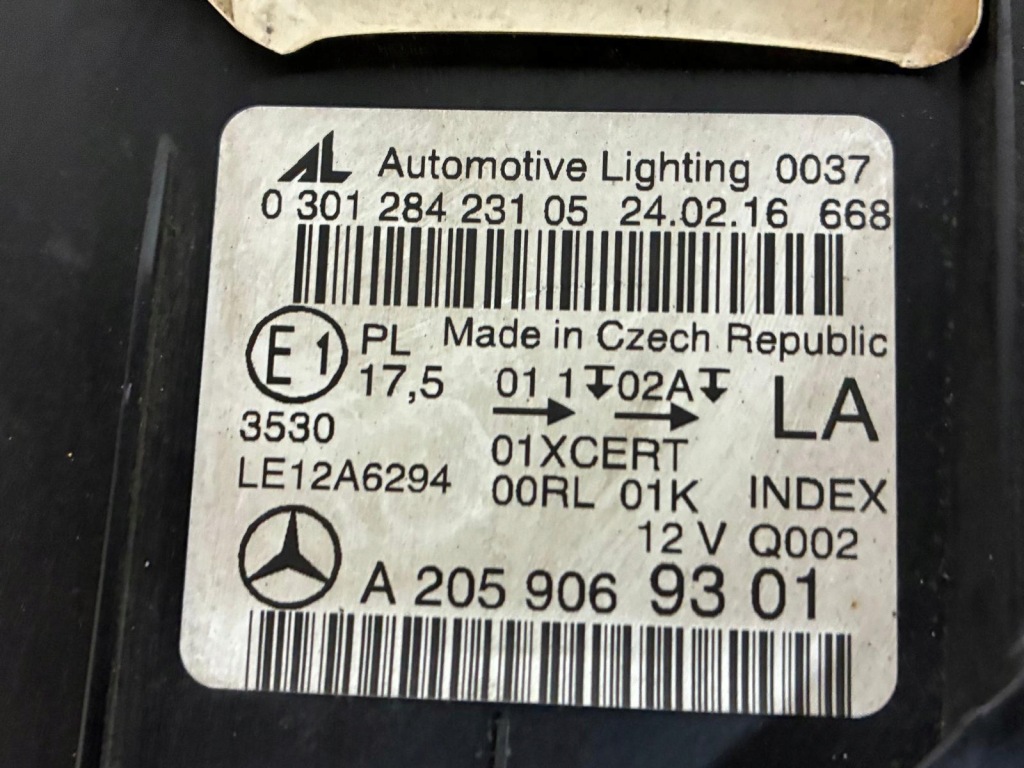 AL Automotive Lighting 0037
0 301 284 231 05 24.02.16 668
E1 PL Made in Czech Republic
17,5 01 1 02A LA
3530
01XCERT
LE12A6294 00RL 01K INDEX
12 V Q002
A 205 906 93 01